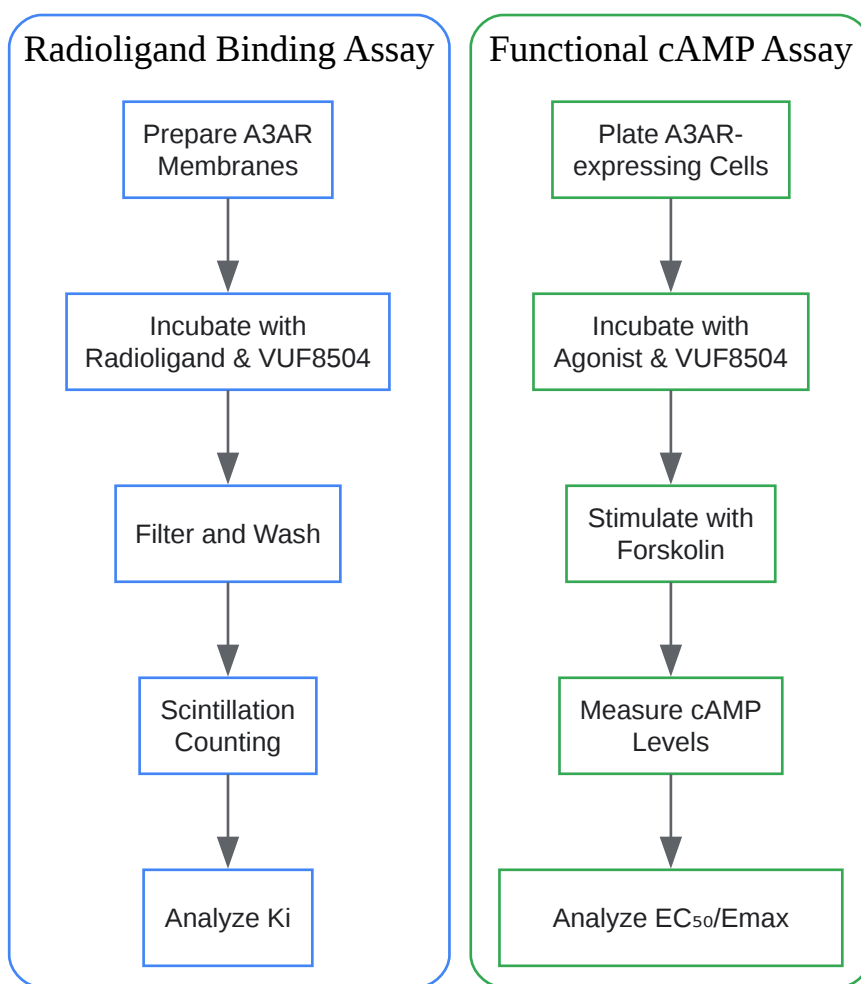 Radioligand Binding Assay
Prepare A3AR
Membranes
Incubate with
Radioligand & VUF8504
Filter and Wash
Scintillation
Counting
Analyze Ki
Functional cAMP Assay
Plate A3AR-
expressing Cells
Incubate with
Agonist & VUF8504
Stimulate with
Forskolin
Measure cAMP
Levels
Analyze EC₅₀/Emax